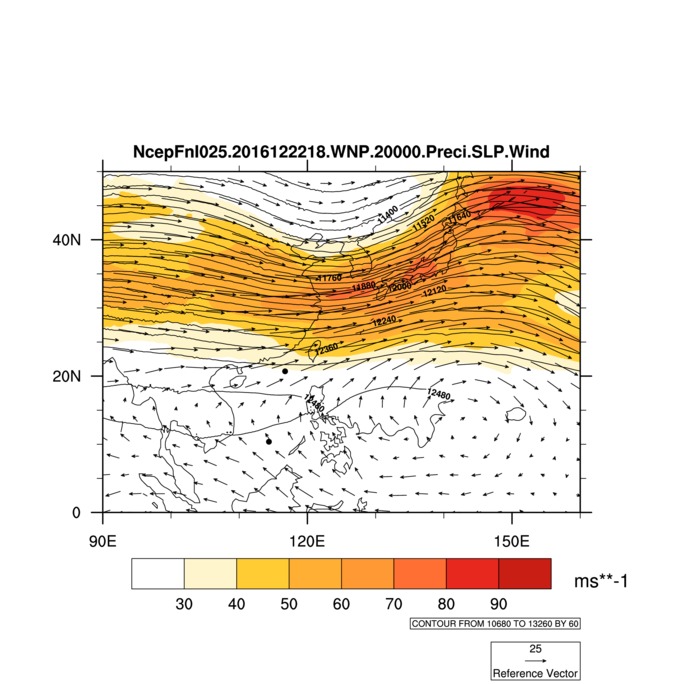 NcepFnl025.2016122218.WNP.20000.Preci.SLP.Wind
11400
11520
11640
40N
11760
11880
12000
12120
12240
12360
20N
12480
12480
0
90E
120E
150E
30
40
50
60
70
80
90
ms**-1
CONTOUR FROM 10680 TO 13260 BY 60
25
Reference Vector